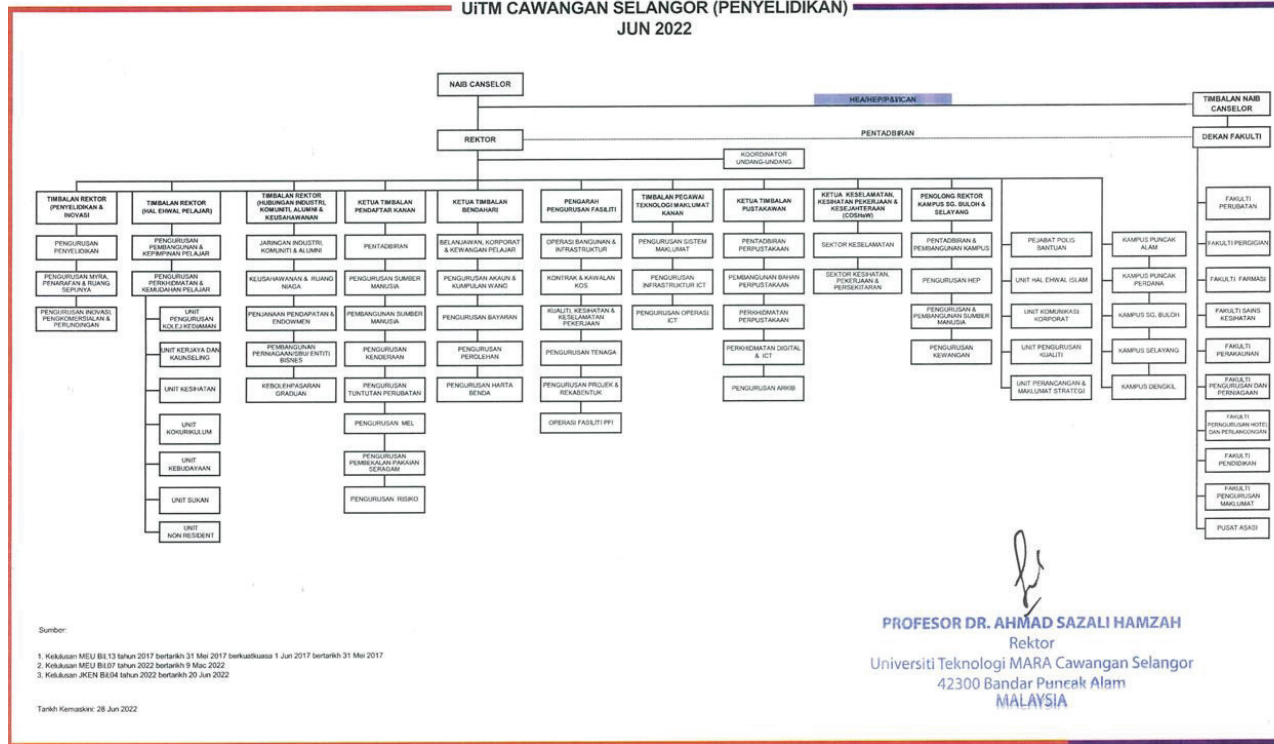 UiTM CAWANGAN SELANGOR (PENYELIDIKAN)
JUN 2022
NAIB CANSELOR
HEA/HEP/P&I/ICAN
TIMBALAN NAIB
CANSELOR
REKTOR
PENTADBIRAN
DEKAN FAKULTI
KOORDINATOR
UNDANG-UNDANG
TIMBALAN REKTOR
(PENYELIDIKAN &
INOVASI)
PENGURUSAN
PENYELIDIKAN
PENGURUSAN MYRA,
PENARAFAN & RUANG
SEPUNYA
PENGURUSAN INOVASI,
PENGKOMERSIALAN &
PERUNDINGAN
TIMBALAN REKTOR
(HAL EHWAL PELAJAR)
PENGURUSAN
PEMBANGUNAN &
KEPIMPINAN PELAJAR
PENGURUSAN
PERKHIDMATAN &
KEMUDAHAN PELAJAR
UNIT
PENGURUSAN
KOLEJ KEDIAMAN
UNIT KERJAYA DAN
KAUNSELING
UNIT KESIHATAN
UNIT
KOKURIKULUM
UNIT
KEBUDAYAAN
UNIT SUKAN
UNIT
NON RESIDENT
TIMBALAN REKTOR
(HUBUNGAN INDUSTRI,
KOMUNITI, ALUMNI &
KEUSAHAWANAN
JARINGAN INDUSTRI,
KOMUNITI & ALUMNI
KEUSAHAWANAN & RUANG
NIAGA
PENJANAAN PENDAPATAN &
ENDOWMEN
PEMBANGUNAN
PERNIAGAAN/SBU/ ENTITI
BISNES
KEBOLEHPASARAN
GRADUAN
KETUA TIMBALAN
PENDAFTAR KANAN
PENTADBIRAN
PENGURUSAN SUMBER
MANUSIA
PEMBANGUNAN SUMBER
MANUSIA
PENGURUSAN
KENDERAAN
PENGURUSAN
TUNTUTAN PERUBATAN
PENGURUSAN MEL
PENGURUSAN
PEMBEKALAN PAKAIAN
SERAGAM
PENGURUSAN RISIKO
KETUA TIMBALAN
BENDAHARI
BELANJAWAN, KORPORAT
& KEWANGAN PELAJAR
PENGURUSAN AKAUN &
KUMPULAN WANG
PENGURUSAN BAYARAN
PENGURUSAN
PEROLEHAN
PENGURUSAN HARTA
BENDA
PENGARAH
PENGURUSAN FASILITI
OPERASI BANGUNAN &
INFRASTRUKTUR
KONTRAK & KAWALAN
KOS
KUALITI, KESIHATAN &
KESELAMATAN
PEKERJAAN
PENGURUSAN TENAGA
PENGURUSAN PROJEK &
REKABENTUK
OPERASI FASILITI PFI
TIMBALAN PEGAWAI
TEKNOLOGI MAKLUMAT
KANAN
PENGURUSAN SISTEM
MAKLUMAT
PENGURUSAN
INFRASTRUKTUR ICT
PENGURUSAN OPERASI
ICT
KETUA TIMBALAN
PUSTAKAWAN
PENTADBIRAN
PERPUSTAKAAN
PEMBANGUNAN BAHAN
PERPUSTAKAAN
PERKHIDMATAN
PERPUSTAKAAN
PERKHIDMATAN DIGITAL
& ICT
PENGURUSAN ARKIB
KETUA KESELAMATAN,
KESIHATAN PEKERJAAN &
KESEJAHTERAAN
(COSHaW)
SEKTOR KESELAMATAN
SEKTOR KESIHATAN,
PEKERJAAN &
PERSEKITARAN
PENOLONG REKTOR
KAMPUS SG. BULOH &
SELAYANG
PENTADBIRAN &
PEMBANGUNAN KAMPUS
PENGURUSAN HEP
PENGURUSAN &
PEMBANGUNAN SUMBER
MANUSIA
PENGURUSAN
KEWANGAN
PEJABAT POLIS
BANTUAN
UNIT HAL EHWAL ISLAM
UNIT KOMUNIKASI
KORPORAT
UNIT PENGURUSAN
KUALITI
UNIT PERANCANGAN &
MAKLUMAT STRATEGI
KAMPUS PUNCAK
ALAM
KAMPUS PUNCAK
PERDANA
KAMPUS SG. BULOH
KAMPUS SELAYANG
KAMPUS DENGKIL
FAKULTI
PERUBATAN
FAKULTI PERGIGIAN
FAKULTI FARMASI
FAKULTI SAINS
KESIHATAN
FAKULTI
PERAKAUNAN
FAKULTI
PENGURUSAN DAN
PERNIAGAAN
FAKULTI
PERNGURUSAN HOTEL
DAN PERLANCONGAN
FAKULTI
PENDIDIKAN
FAKULTI
PENGURUSAN
MAKLUMAT
PUSAT ASASI
Sumber:
1. Kelulusan MEU Bil.13 tahun 2017 bertarikh 31 Mei 2017 berkuatkuasa 1 Jun 2017 bertarikh 31 Mei 2017
2. Kelulusan MEU Bil.07 tahun 2022 bertarikh 9 Mac 2022
3. Kelulusan JKEN Bil.04 tahun 2022 bertarikh 20 Jun 2022
Tarikh Kemaskini: 28 Jun 2022
PROFESOR DR. AHMAD SAZALI HAMZAH
Rektor
Universiti Teknologi MARA Cawangan Selangor
42300 Bandar Puncak Alam
MALAYSIA